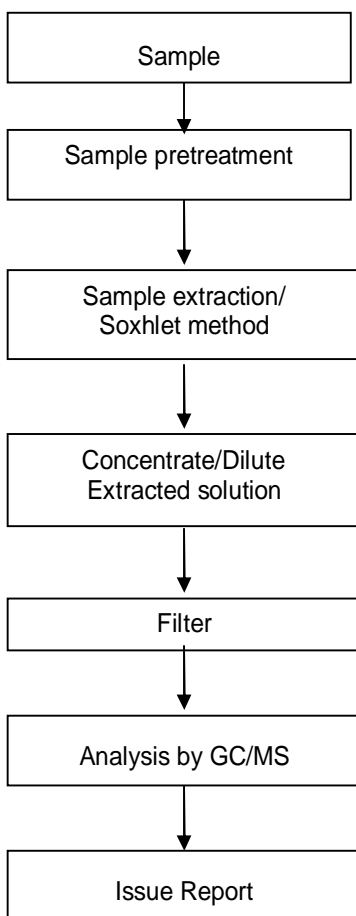 Sample
Sample pretreatment
Sample extraction/
Soxhlet method
Concentrate/Dilute
Extracted solution
Filter
Analysis by GC/MS
Issue Report